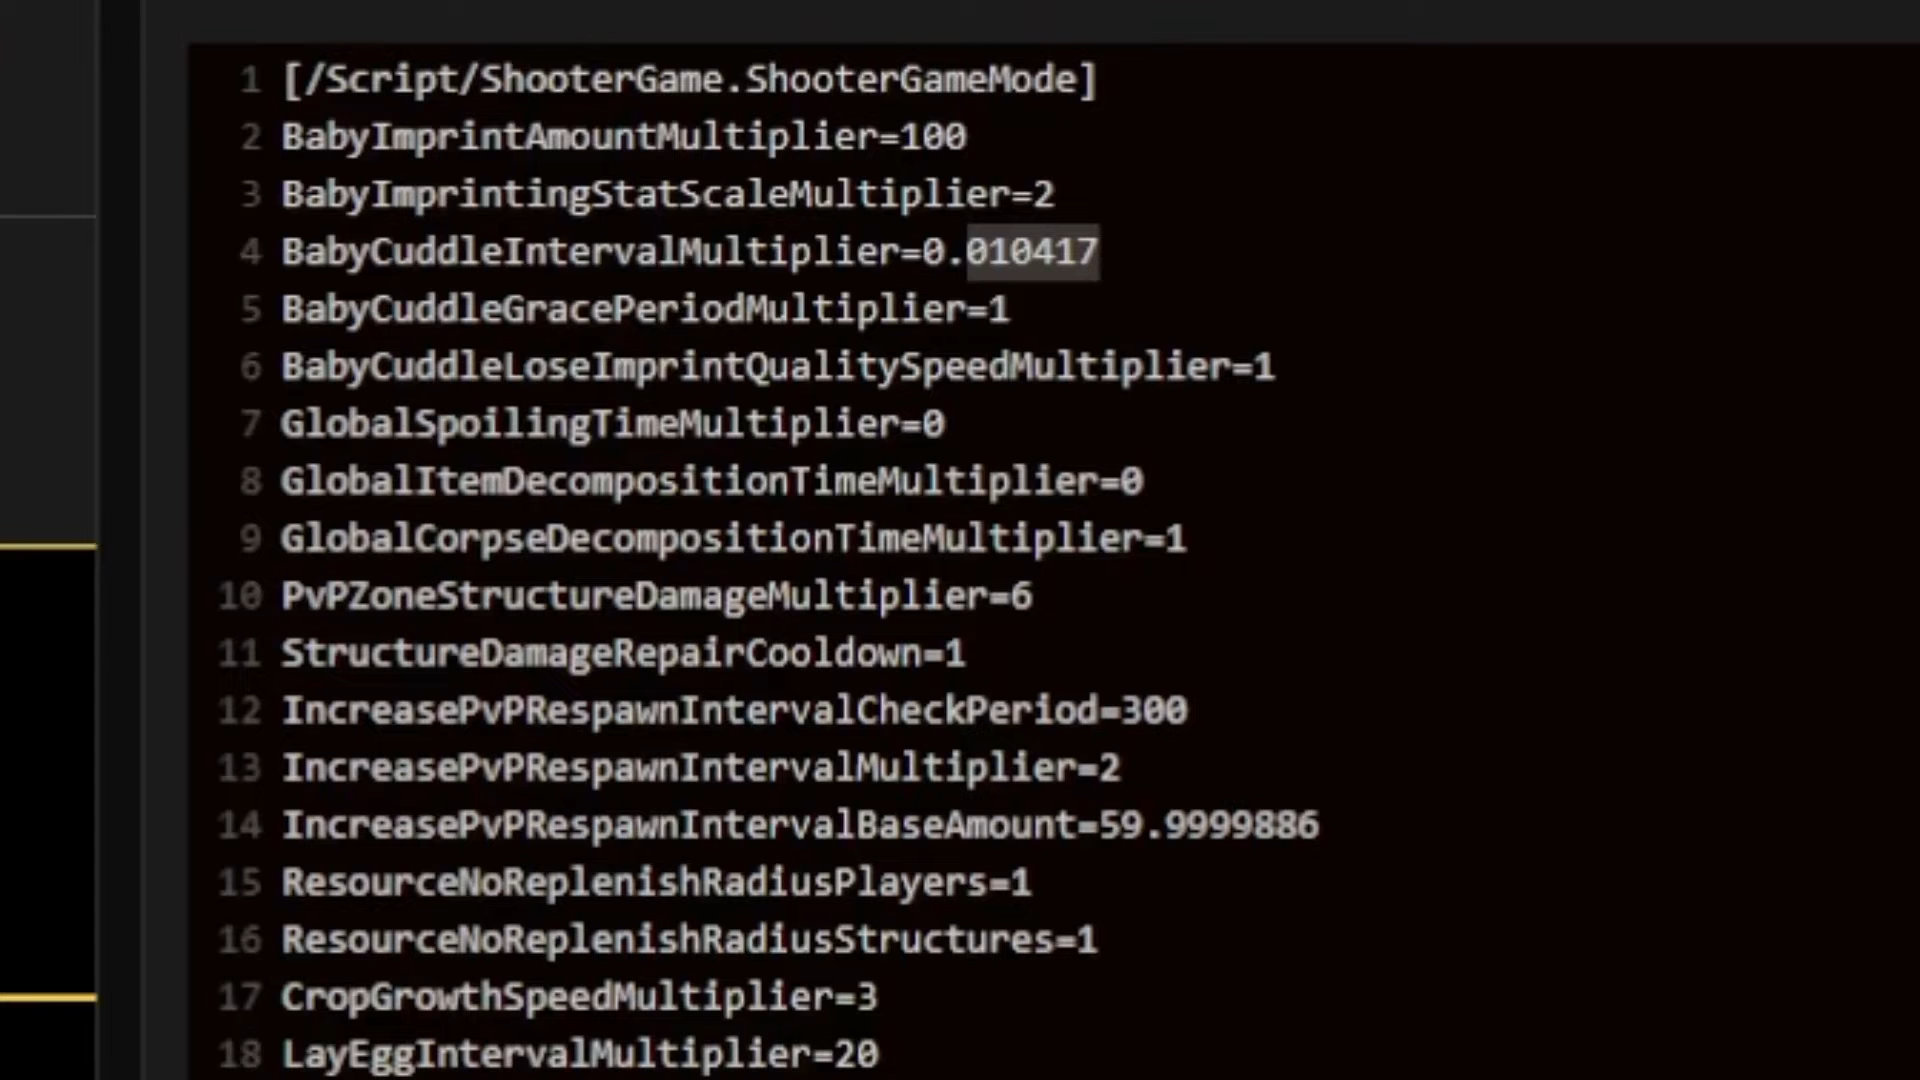 1 [/Script/ShooterGame.ShooterGameMode]
2 BabyImprintAmountMultiplier=100
3 BabyImprintingStatScaleMultiplier=2
4 BabyCuddleIntervalMultiplier=0.010417
5 BabyCuddleGracePeriodMultiplier=1
6 BabyCuddleLoseImprintQualitySpeedMultiplier=1
7 GlobalSpoilingTimeMultiplier=0
8 GlobalItemDecompositionTimeMultiplier=0
9 GlobalCorpseDecompositionTimeMultiplier=1
10 PvPZoneStructureDamageMultiplier=6
11 StructureDamageRepairCooldown=1
12 IncreasePvPRespawnIntervalCheckPeriod=300
13 IncreasePvPRespawnIntervalMultiplier=2
14 IncreasePvPRespawnIntervalBaseAmount=59.9999886
15 ResourceNoReplenishRadiusPlayers=1
16 ResourceNoReplenishRadiusStructures=1
17 CropGrowthSpeedMultiplier=3
18 LayEggIntervalMultiplier=20